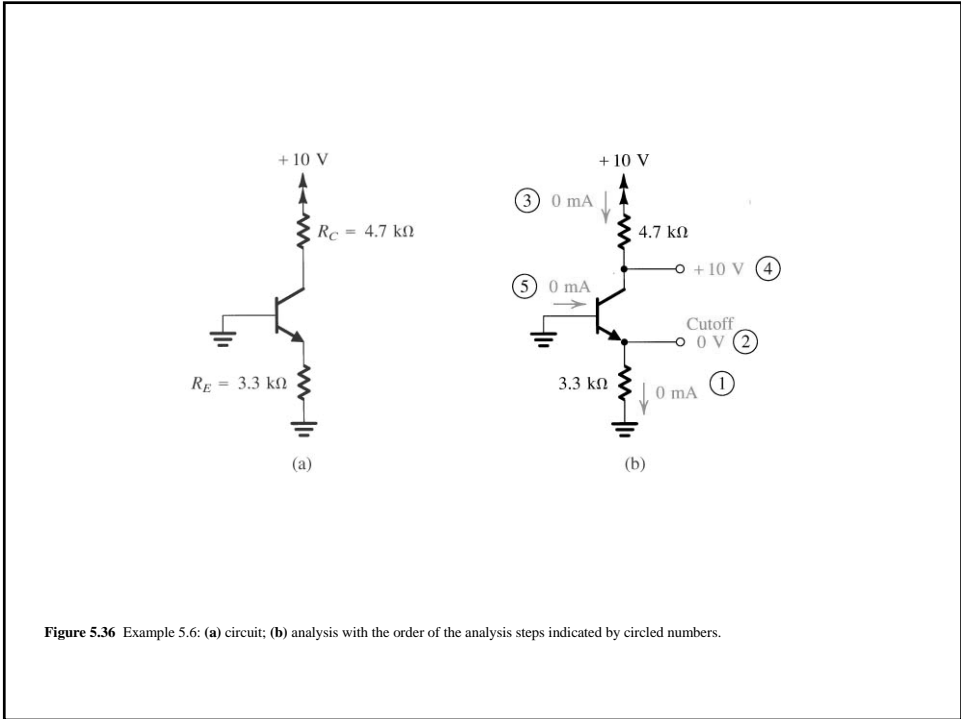 + 10 V
R_C = 4.7 kΩ
R_E = 3.3 kΩ
(a)
+ 10 V
③ 0 mA
4.7 kΩ
+ 10 V ④
⑤ 0 mA
Cutoff
0 V ②
3.3 kΩ
0 mA ①
(b)
Figure 5.36 Example 5.6: (a) circuit; (b) analysis with the order of the analysis steps indicated by circled numbers.